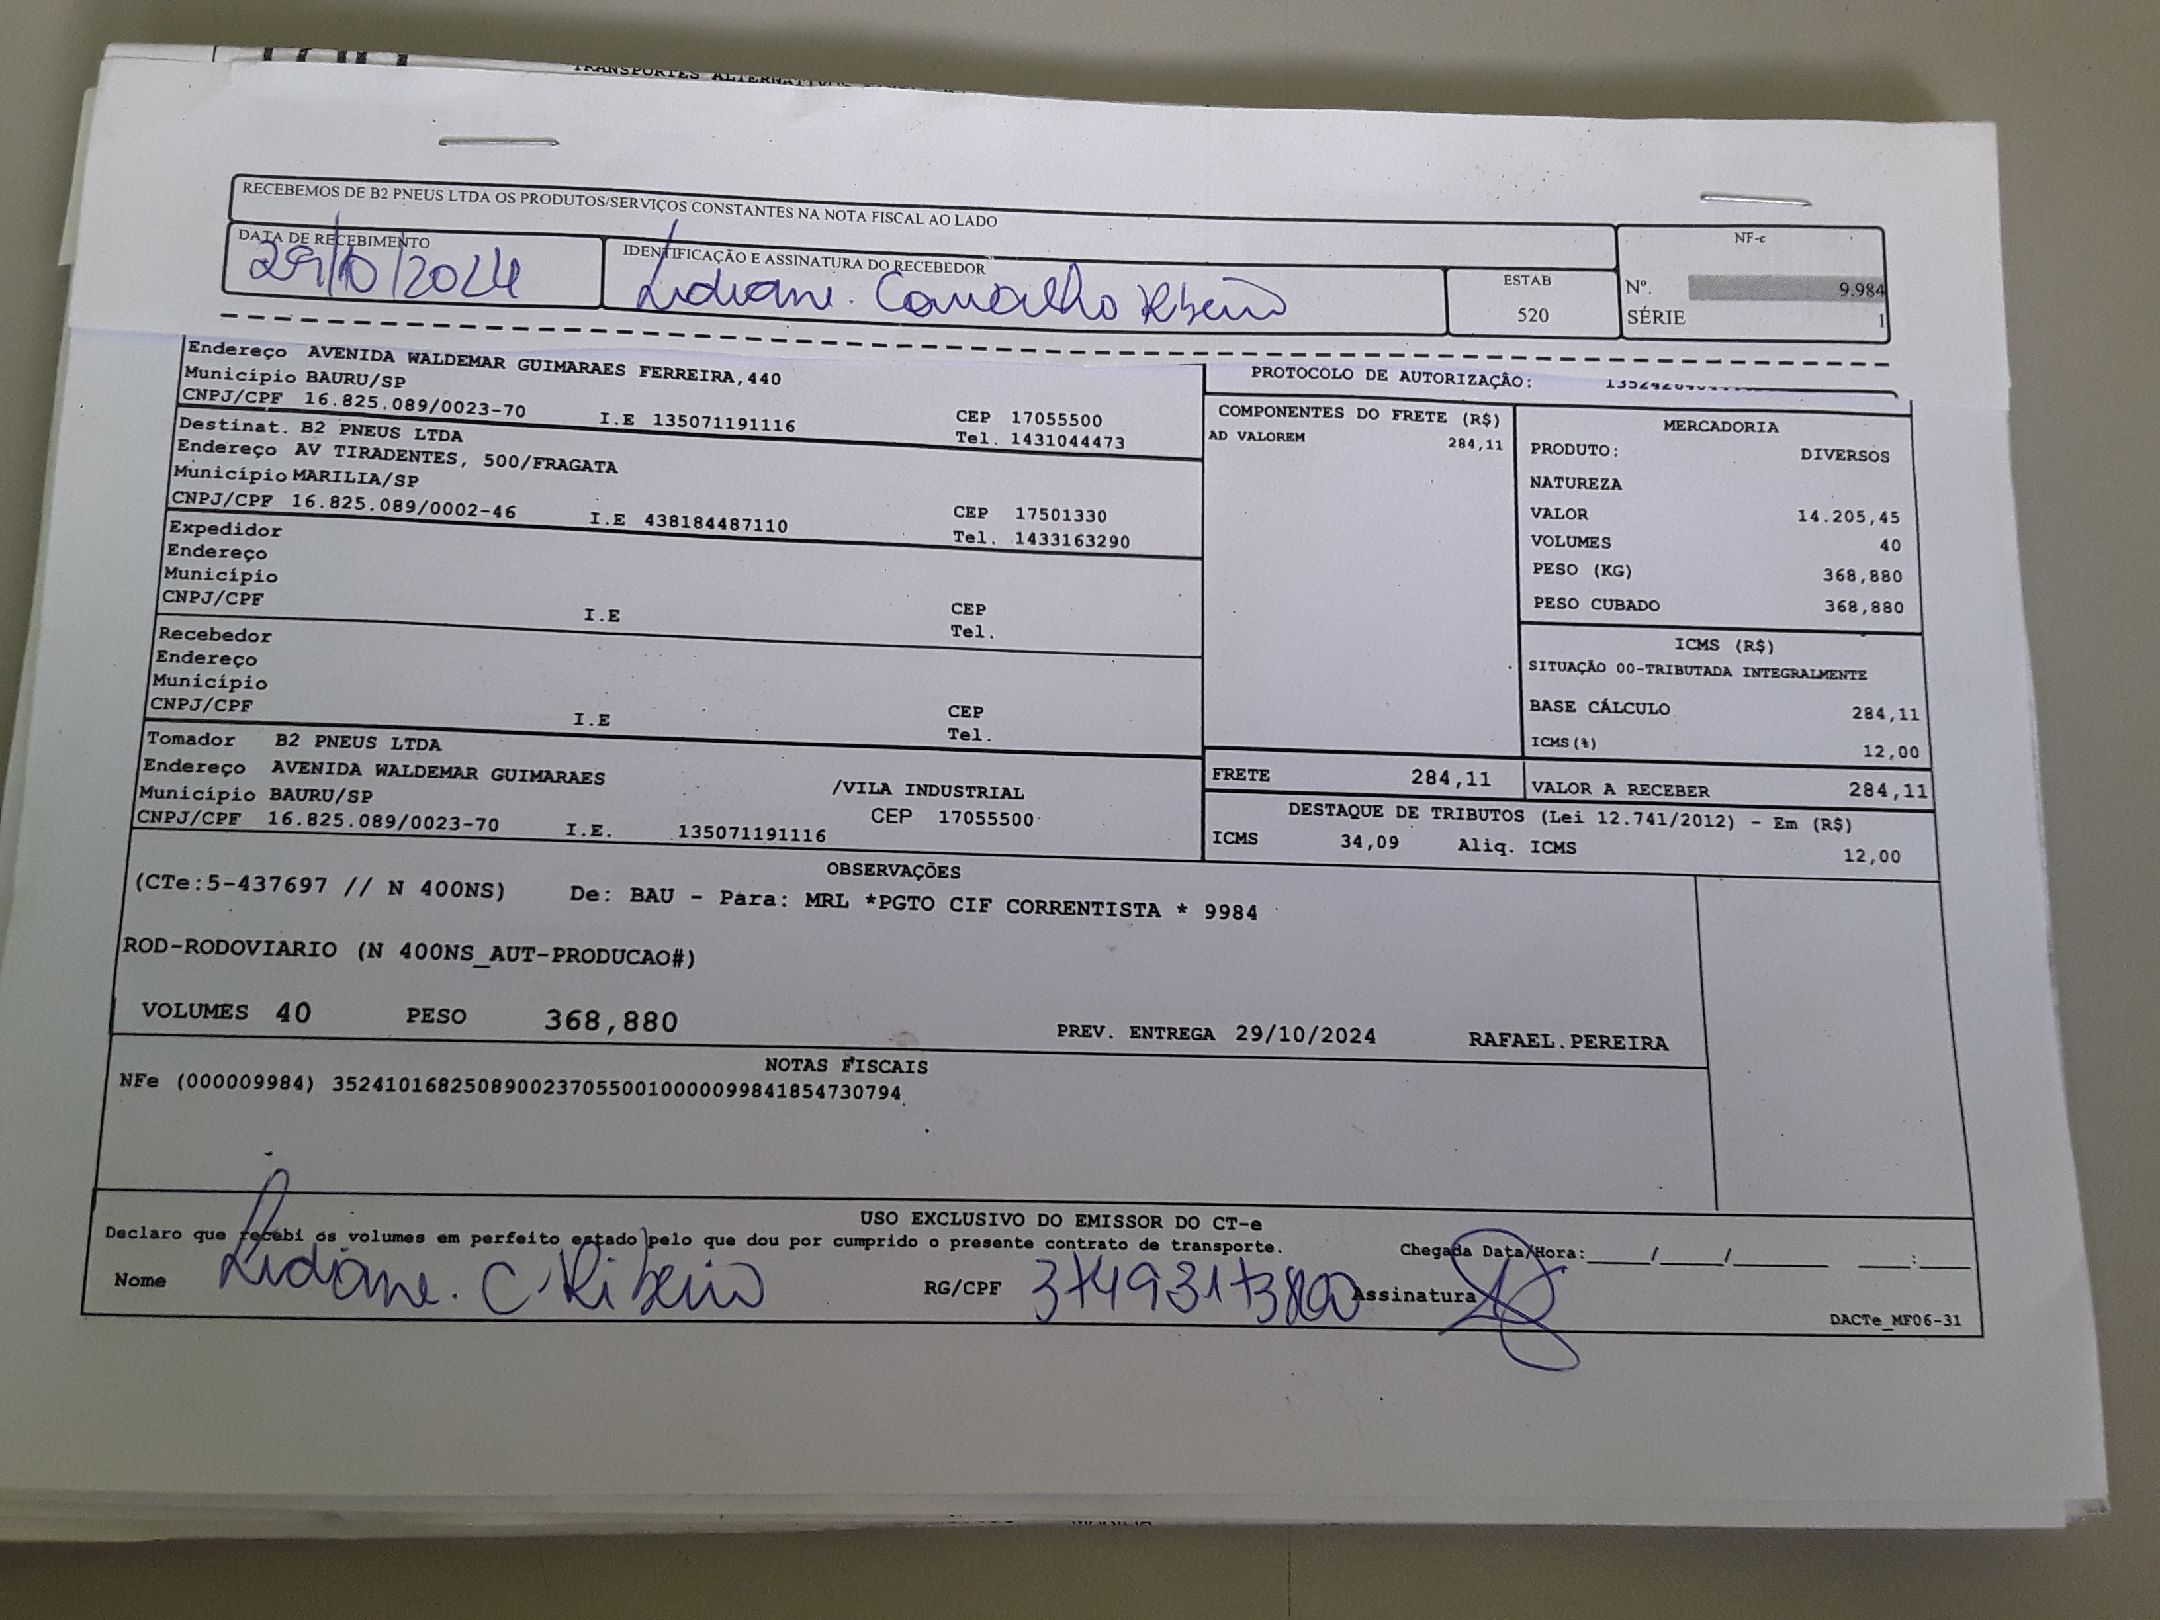 RECEBEMOS DE B2 PNEUS LTDA OS PRODUTOS/SERVIÇOS CONSTANTES NA NOTA FISCAL AO LADO
DATA DE RECEBIMENTO
29/10/2024
IDENTIFICAÇÃO E ASSINATURA DO RECEBEDOR
Lidiane. Carvalho Ribeiro
ESTAB
520
NF-e
Nº. 9.984
SÉRIE 1
Endereço AVENIDA WALDEMAR GUIMARAES FERREIRA,440
Município BAURU/SP
CNPJ/CPF 16.825.089/0023-70 I.E 135071191116 CEP 17055500
Tel. 1431044473
Destinat. B2 PNEUS LTDA
Endereço AV TIRADENTES, 500/FRAGATA
Município MARILIA/SP
CNPJ/CPF 16.825.089/0002-46 I.E 438184487110 CEP 17501330
Tel. 1433163290
Expedidor
Endereço
Município
CNPJ/CPF I.E CEP
Tel.
Recebedor
Endereço
Município
CNPJ/CPF I.E CEP
Tel.
Tomador B2 PNEUS LTDA
Endereço AVENIDA WALDEMAR GUIMARAES /VILA INDUSTRIAL
Município BAURU/SP CEP 17055500
CNPJ/CPF 16.825.089/0023-70 I.E. 135071191116
PROTOCOLO DE AUTORIZAÇÃO:
COMPONENTES DO FRETE (R$)
AD VALOREM 284,11
MERCADORIA
PRODUTO: DIVERSOS
NATUREZA
VALOR 14.205,45
VOLUMES 40
PESO (KG) 368,880
PESO CUBADO 368,880
ICMS (R$)
SITUAÇÃO 00-TRIBUTADA INTEGRALMENTE
BASE CÁLCULO 284,11
ICMS(%) 12,00
FRETE 284,11 VALOR A RECEBER 284,11
DESTAQUE DE TRIBUTOS (Lei 12.741/2012) - Em (R$)
ICMS 34,09 Aliq. ICMS 12,00
OBSERVAÇÕES
(CTe:5-437697 // N 400NS) De: BAU - Para: MRL *PGTO CIF CORRENTISTA * 9984
ROD-RODOVIARIO (N 400NS_AUT-PRODUCAO#)
VOLUMES 40 PESO 368,880 PREV. ENTREGA 29/10/2024 RAFAEL.PEREIRA
NOTAS FISCAIS
NFe (000009984) 35241016825089002370550010000099841854730794
USO EXCLUSIVO DO EMISSOR DO CT-e
Declaro que recebi os volumes em perfeito estado pelo que dou por cumprido o presente contrato de transporte. Chegada Data/Hora:____/____/______ ___:___
Nome Lidiane. C Ribeiro RG/CPF 37493173800 Assinatura
DACTe_MF06-31